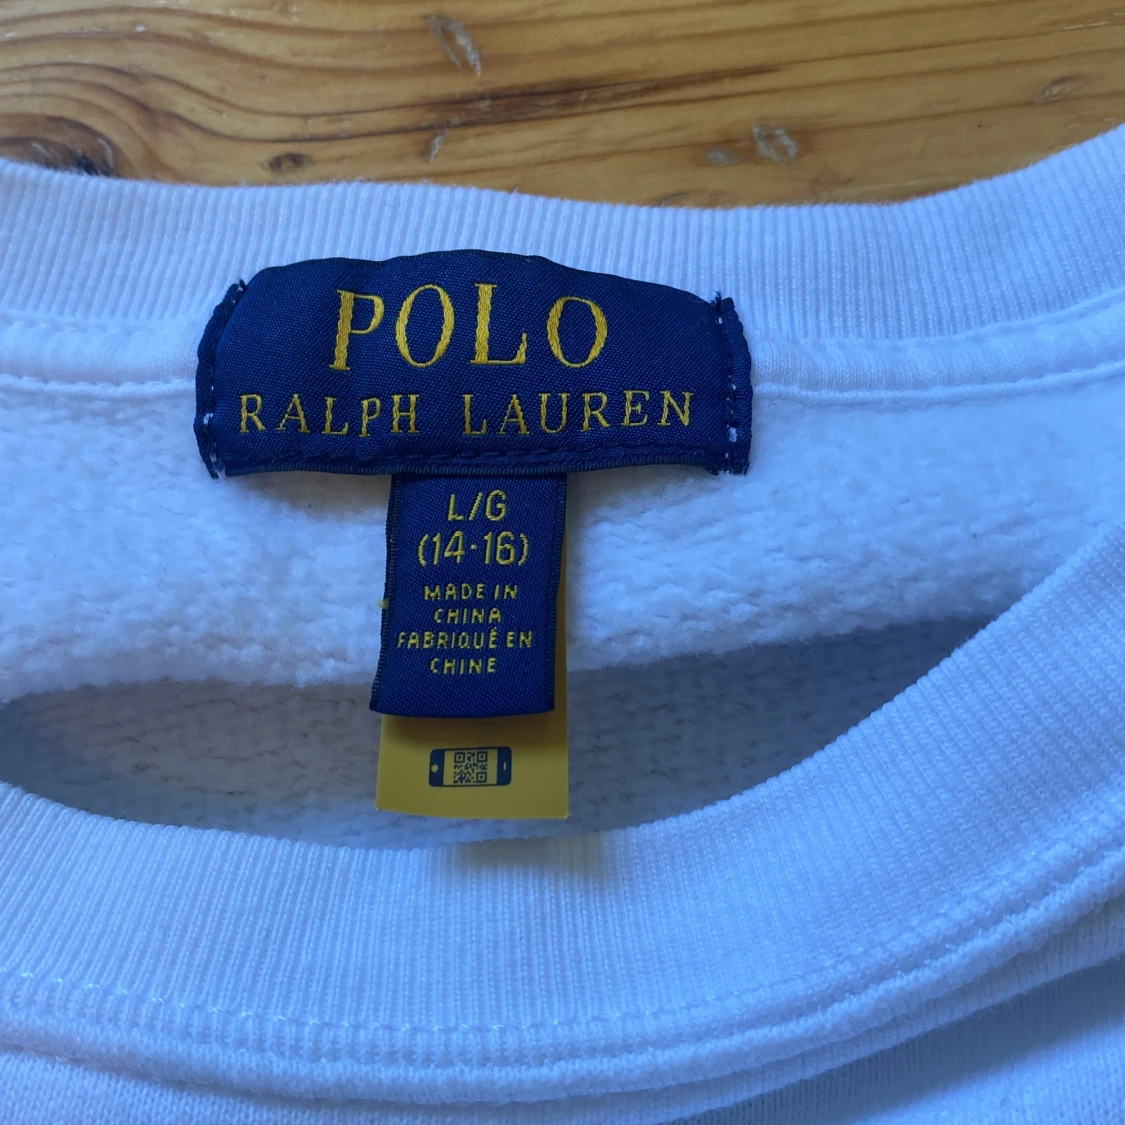 POLO
RALPH LAUREN
L/G
(14-16)
MADE IN
CHINA
FABRIQUÉ EN
CHINE